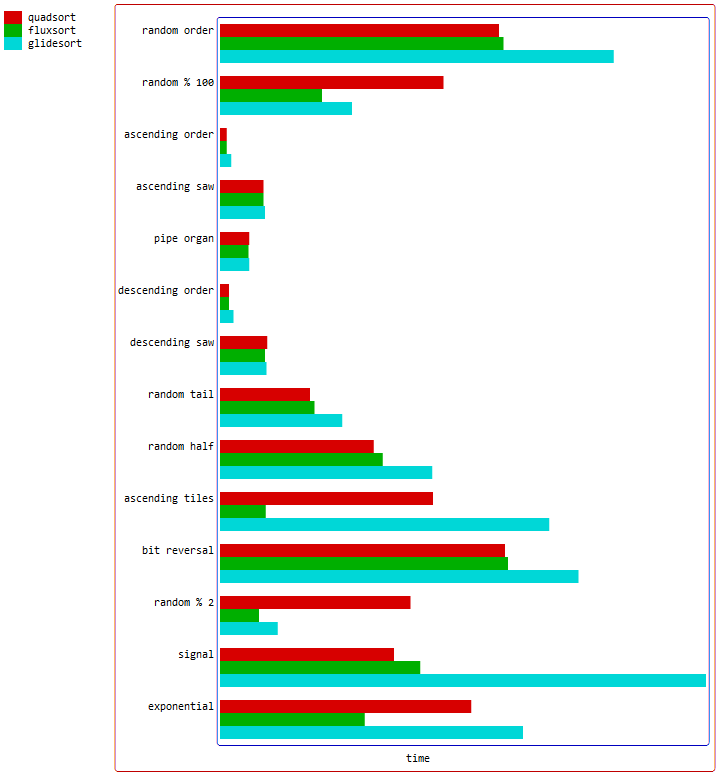 quadsort
fluxsort
glidesort
random order
random % 100
ascending order
ascending saw
pipe organ
descending order
descending saw
random tail
random half
ascending tiles
bit reversal
random % 2
signal
exponential
time